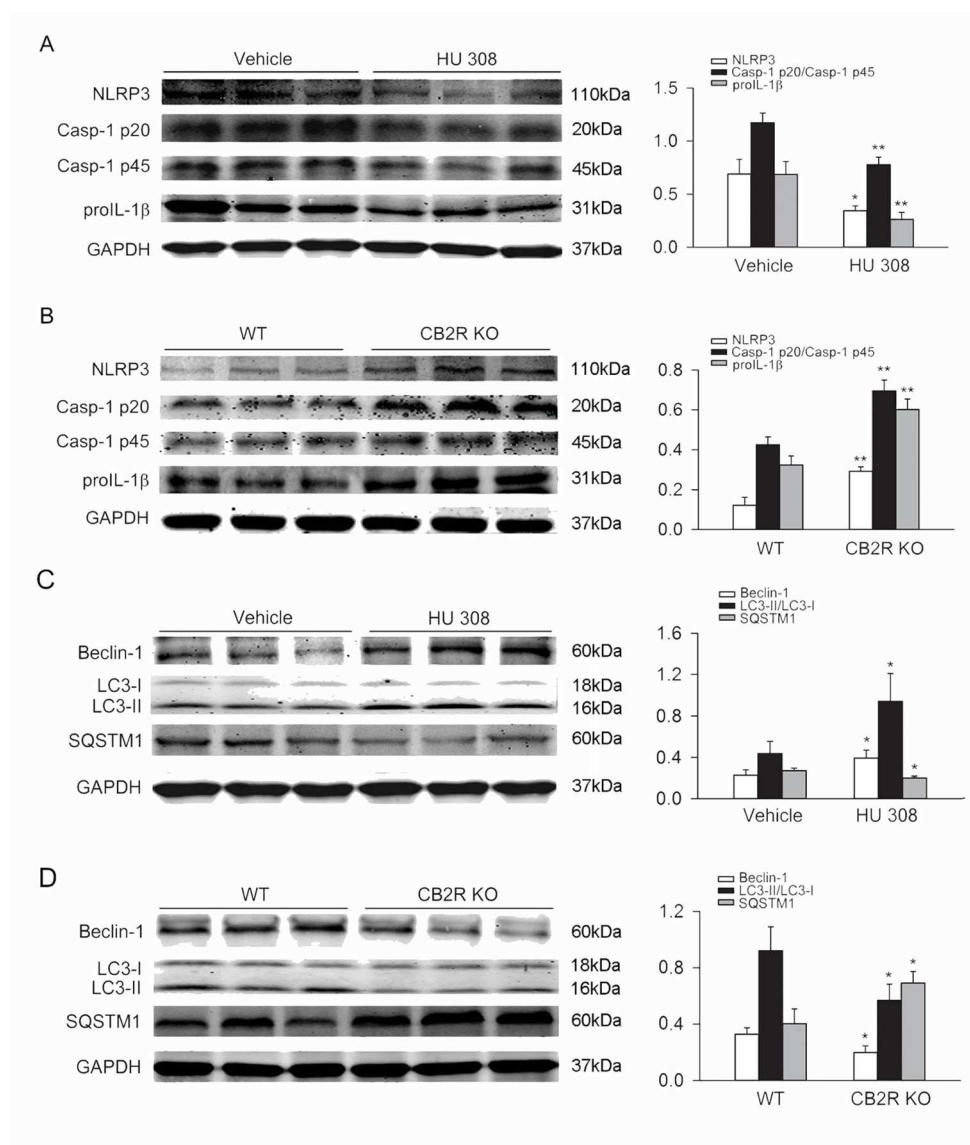 A
Vehicle HU 308
NLRP3 110kDa
Casp-1 p20 20kDa
Casp-1 p45 45kDa
proIL-1β 31kDa
GAPDH 37kDa
NLRP3
Casp-1 p20/Casp-1 p45
proIL-1β
1.5
1.0
0.5
0.0
* ** **
Vehicle HU 308
B
WT CB2R KO
NLRP3 110kDa
Casp-1 p20 20kDa
Casp-1 p45 45kDa
proIL-1β 31kDa
GAPDH 37kDa
NLRP3
Casp-1 p20/Casp-1 p45
proIL-1β
0.8
0.6
0.4
0.2
0.0
** ** **
WT CB2R KO
C
Vehicle HU 308
Beclin-1 60kDa
LC3-I 18kDa
LC3-II 16kDa
SQSTM1 60kDa
GAPDH 37kDa
Beclin-1
LC3-II/LC3-I
SQSTM1
1.6
1.2
0.8
0.4
0.0
* * *
Vehicle HU 308
D
WT CB2R KO
Beclin-1 60kDa
LC3-I 18kDa
LC3-II 16kDa
SQSTM1 60kDa
GAPDH 37kDa
Beclin-1
LC3-II/LC3-I
SQSTM1
1.2
0.8
0.4
0.0
* * *
WT CB2R KO